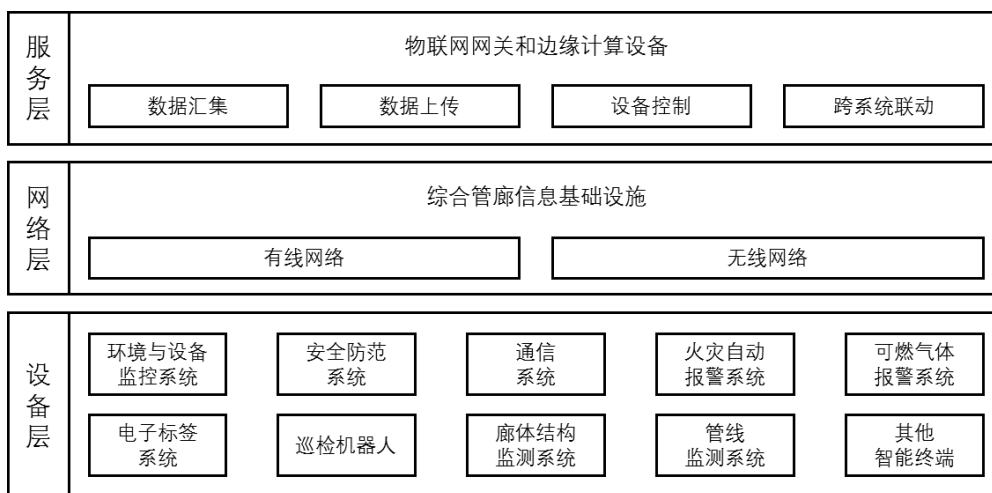 服务层
物联网网关和边缘计算设备
数据汇集
数据上传
设备控制
跨系统联动
网络层
综合管廊信息基础设施
有线网络
无线网络
设备层
环境与设备
监控系统
安全防范
系统
通信
系统
火灾自动
报警系统
可燃气体
报警系统
电子标签
系统
巡检机器人
廊体结构
监测系统
管线
监测系统
其他
智能终端